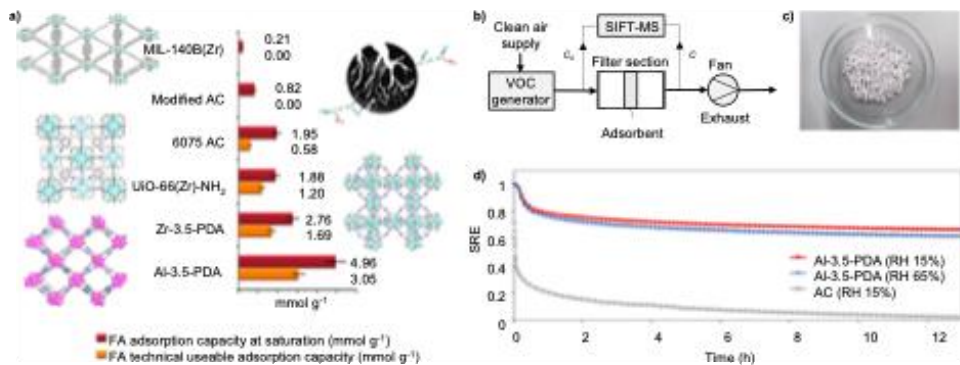 a)
MIL-140B(Zr)
0.21
0.00
Modified AC
0.82
0.00
6075 AC
1.95
0.58
UiO-66(Zr)-NH2
1.88
1.20
Zr-3.5-PDA
2.76
1.69
Al-3.5-PDA
4.96
3.05
mmol g-1
FA adsorption capacity at saturation (mmol g-1)
FA technical useable adsorption capacity (mmol g-1)
b)
Clean air
supply
SIFT-MS
VOC
generator
Filter section
Fan
Adsorbent
Exhaust
c)
d)
SRE
1
0.8
0.6
0.4
0.2
0
0
2
4
6
8
10
12
Al-3.5-PDA (RH 15%)
Al-3.5-PDA (RH 65%)
AC (RH 15%)
Time (h)